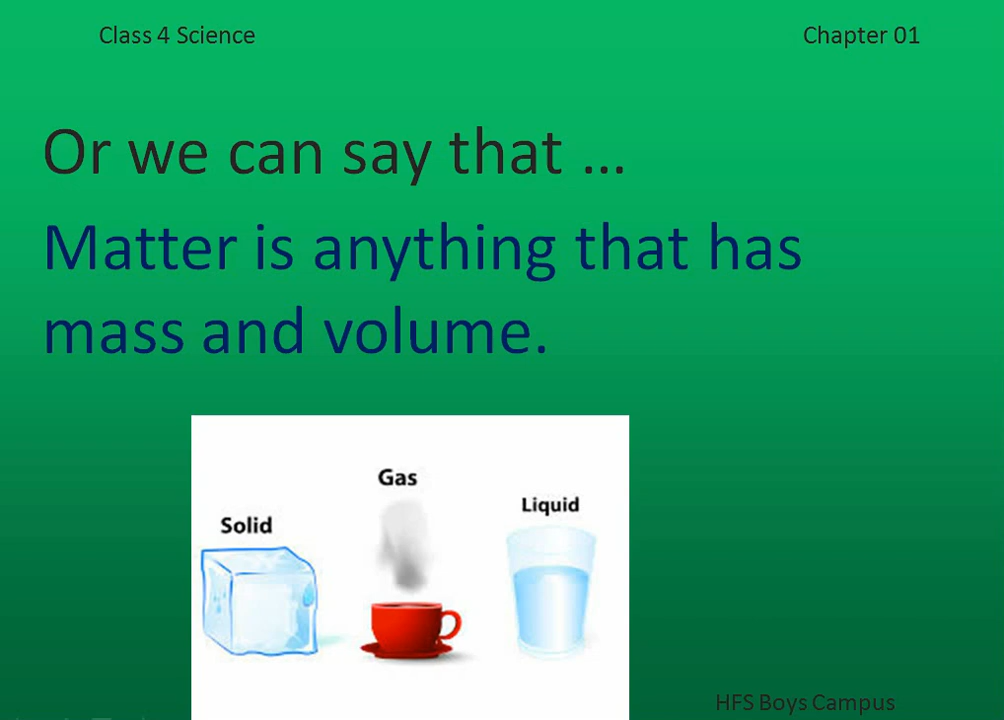 Class 4 Science
Chapter 01
Or we can say that ...
Matter is anything that has
mass and volume.
Gas
Liquid
Solid
HFS Boys Campus